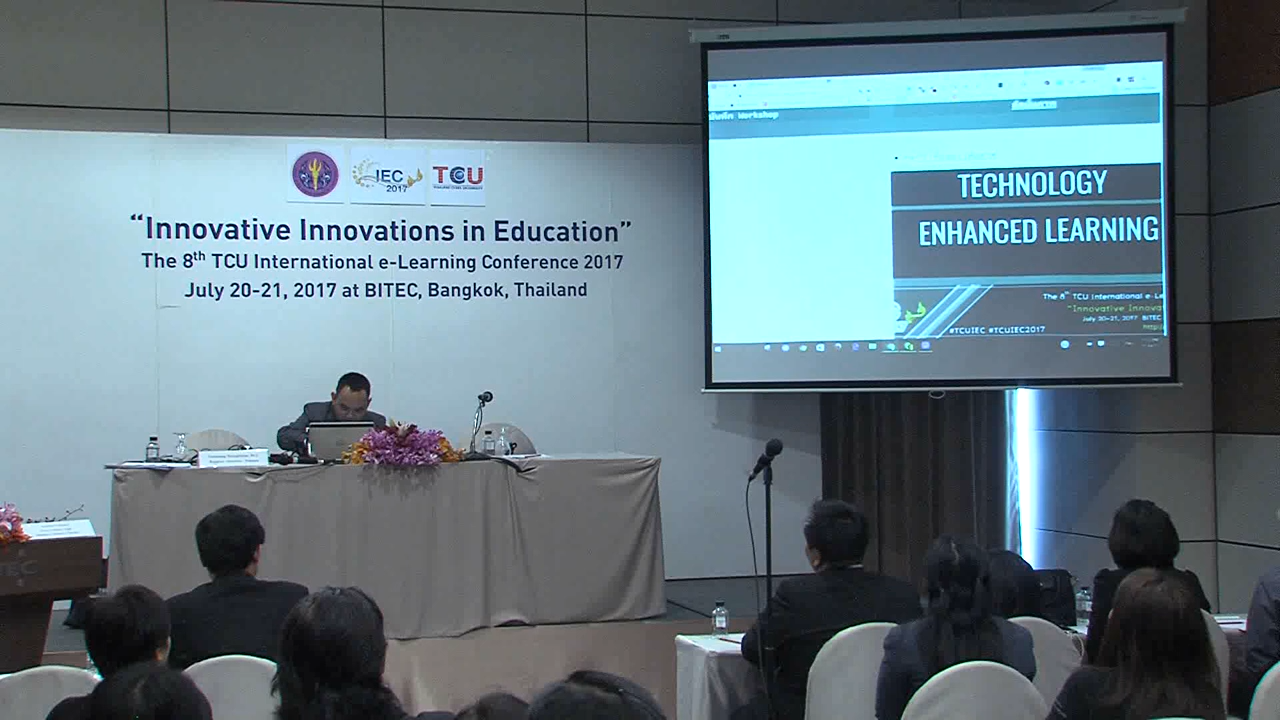 IEC
2017
TCU
“Innovative Innovations in Education”
The 8th TCU International e-Learning Conference 2017
July 20-21, 2017 at BITEC, Bangkok, Thailand
Workshop
TECHNOLOGY
ENHANCED LEARNING
The 8th TCU International e-Le
"Innovative Innova
July 20-21, 2017 BITEC
#TCUIEC #TCUIEC2017